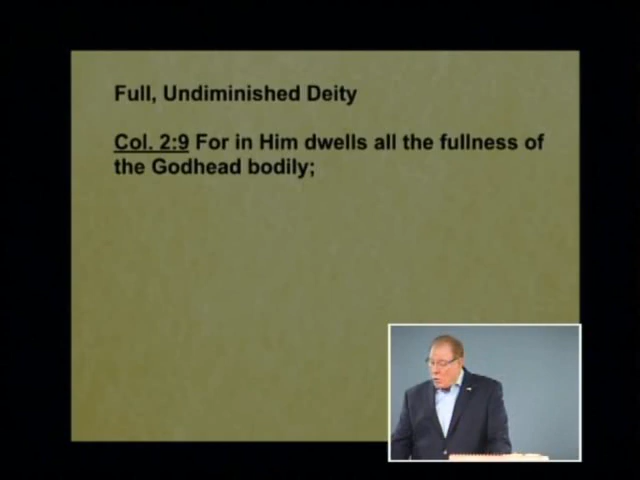 Full, Undiminished Deity
Col. 2:9 For in Him dwells all the fullness of
the Godhead bodily;